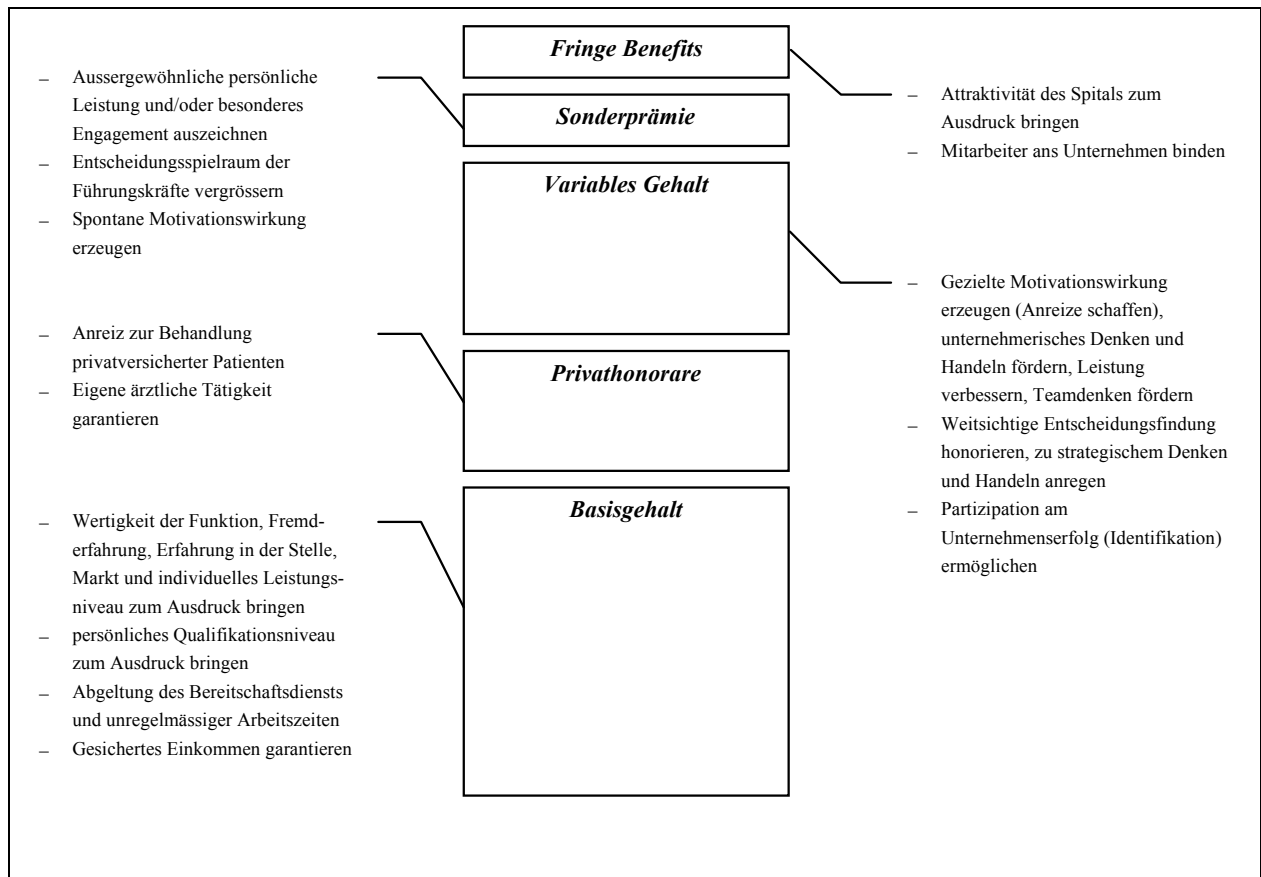 Fringe Benefits
– Aussergewöhnliche persönliche
Leistung und/oder besonderes
Engagement auszeichnen
– Entscheidungsspielraum der
Führungskräfte vergrössern
– Spontane Motivationswirkung
erzeugen
– Attraktivität des Spitals zum
Ausdruck bringen
– Mitarbeiter ans Unternehmen binden
Sonderprämie
Variables Gehalt
– Gezielte Motivationswirkung
erzeugen (Anreize schaffen),
unternehmerisches Denken und
Handeln fördern, Leistung
verbessern, Teamdenken fördern
– Weitsichtige Entscheidungsfindung
honorieren, zu strategischem Denken
und Handeln anregen
– Partizipation am
Unternehmenserfolg (Identifikation)
ermöglichen
– Anreiz zur Behandlung
privatversicherter Patienten
– Eigene ärztliche Tätigkeit
garantieren
Privathonorare
Basisgehalt
– Wertigkeit der Funktion, Fremd-
erfahrung, Erfahrung in der Stelle,
Markt und individuelles Leistungs-
niveau zum Ausdruck bringen
– persönliches Qualifikationsniveau
zum Ausdruck bringen
– Abgeltung des Bereitschaftsdiensts
und unregelmässiger Arbeitszeiten
– Gesichertes Einkommen garantieren